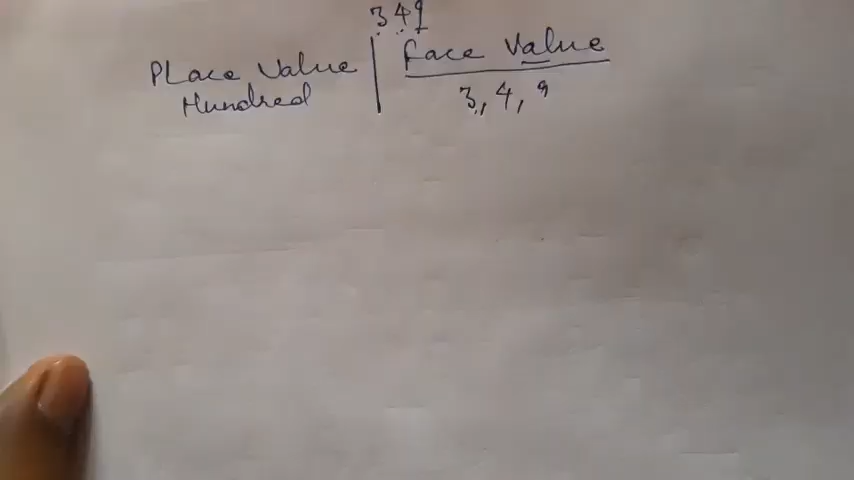 349
Place Value | Face Value
Hundred 3, 4, 9